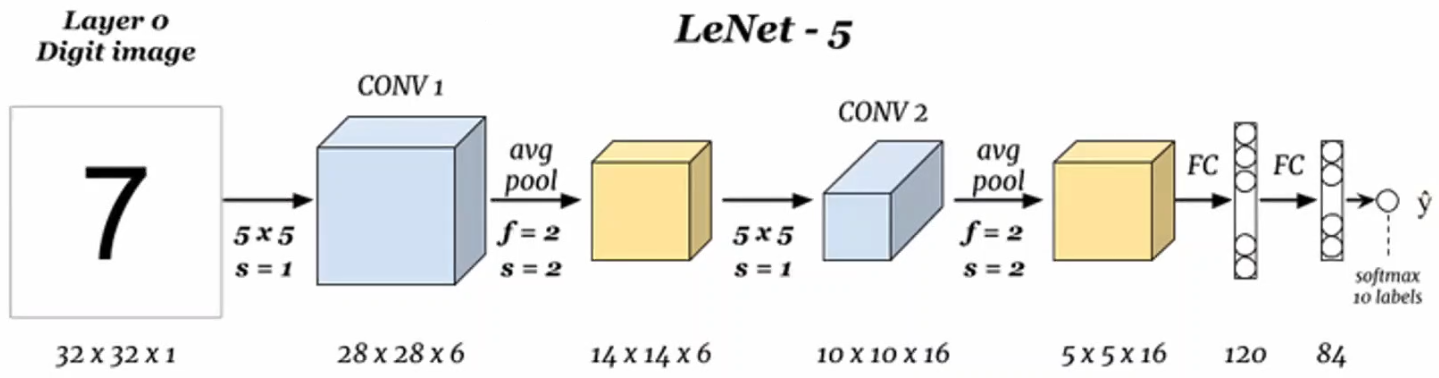 Layer 0
Digit image
LeNet - 5
7
CONV 1
CONV 2
5 x 5
s = 1
avg
pool
f = 2
s = 2
5 x 5
s = 1
avg
pool
f = 2
s = 2
FC
FC
ŷ
softmax
10 labels
32 x 32 x 1
28 x 28 x 6
14 x 14 x 6
10 x 10 x 16
5 x 5 x 16
120
84